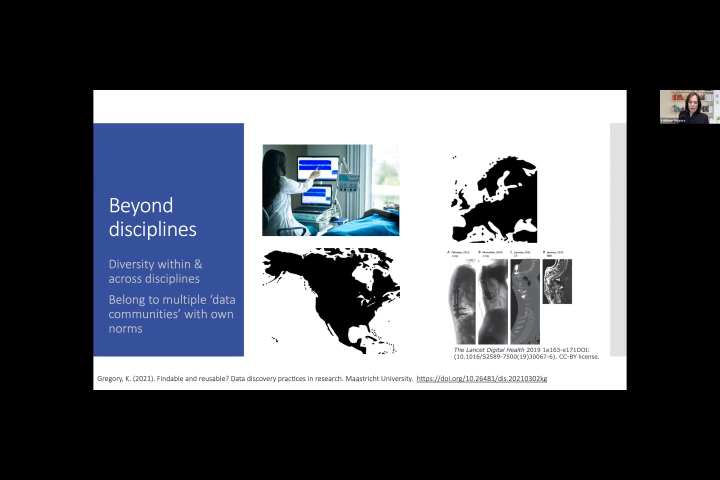 Beyond
disciplines
Diversity within &
across disciplines
Belong to multiple ‘data
communities’ with own
norms
The Lancet Digital Health 2019 1e163-e171DOI:
(10.1016/S2589-7500(19)30067-6). CC-BY license.
Gregory, K. (2021). Findable and reusable? Data discovery practices in research. Maastricht University. https://doi.org/10.26481/dis.20210302kg